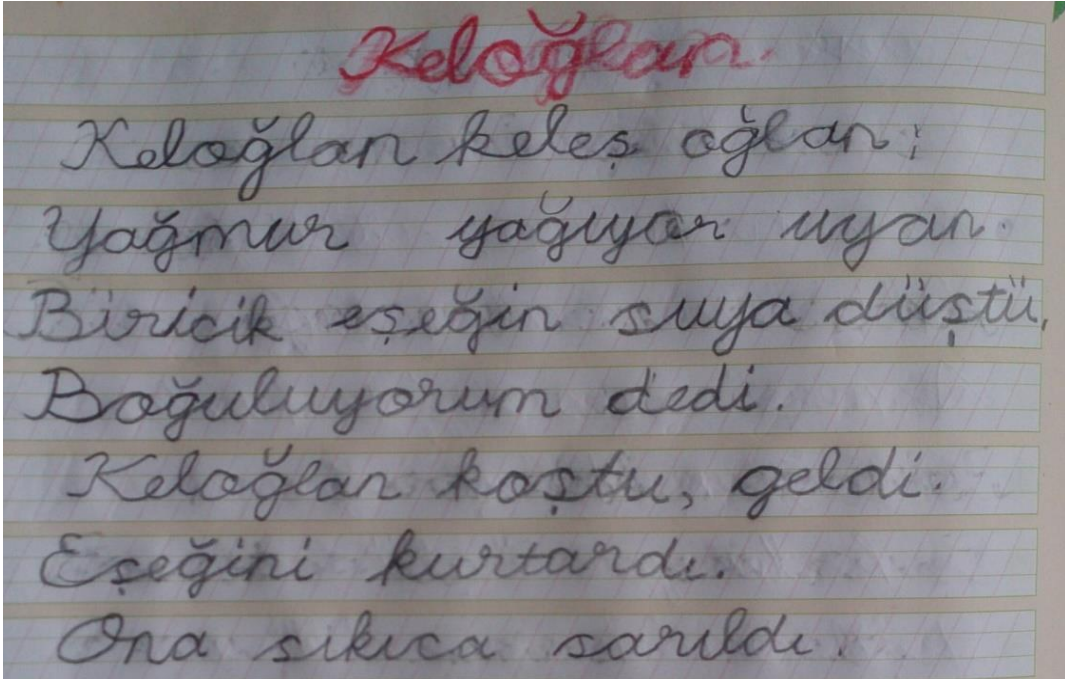 Keloğlan.
Keloğlan keleş oğlan;
Yağmur yağıyor uyan.
Biricik eşeğin suya düştü,
Boğuluyorum dedi.
Keloğlan koştu, geldi.
Eşeğini kurtardı.
Ona sıkıca sarıldı.